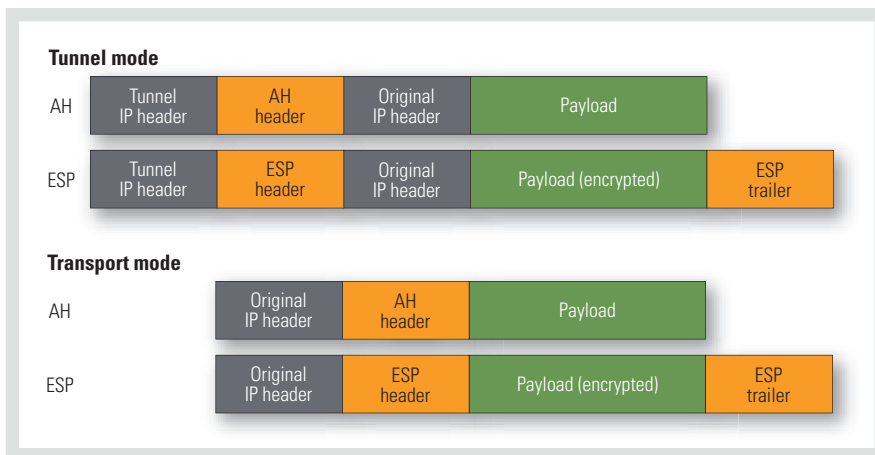 Tunnel mode
AH
Tunnel
IP header
AH
header
Original
IP header
Payload
ESP
Tunnel
IP header
ESP
header
Original
IP header
Payload (encrypted)
ESP
trailer
Transport mode
AH
Original
IP header
AH
header
Payload
ESP
Original
IP header
ESP
header
Payload (encrypted)
ESP
trailer